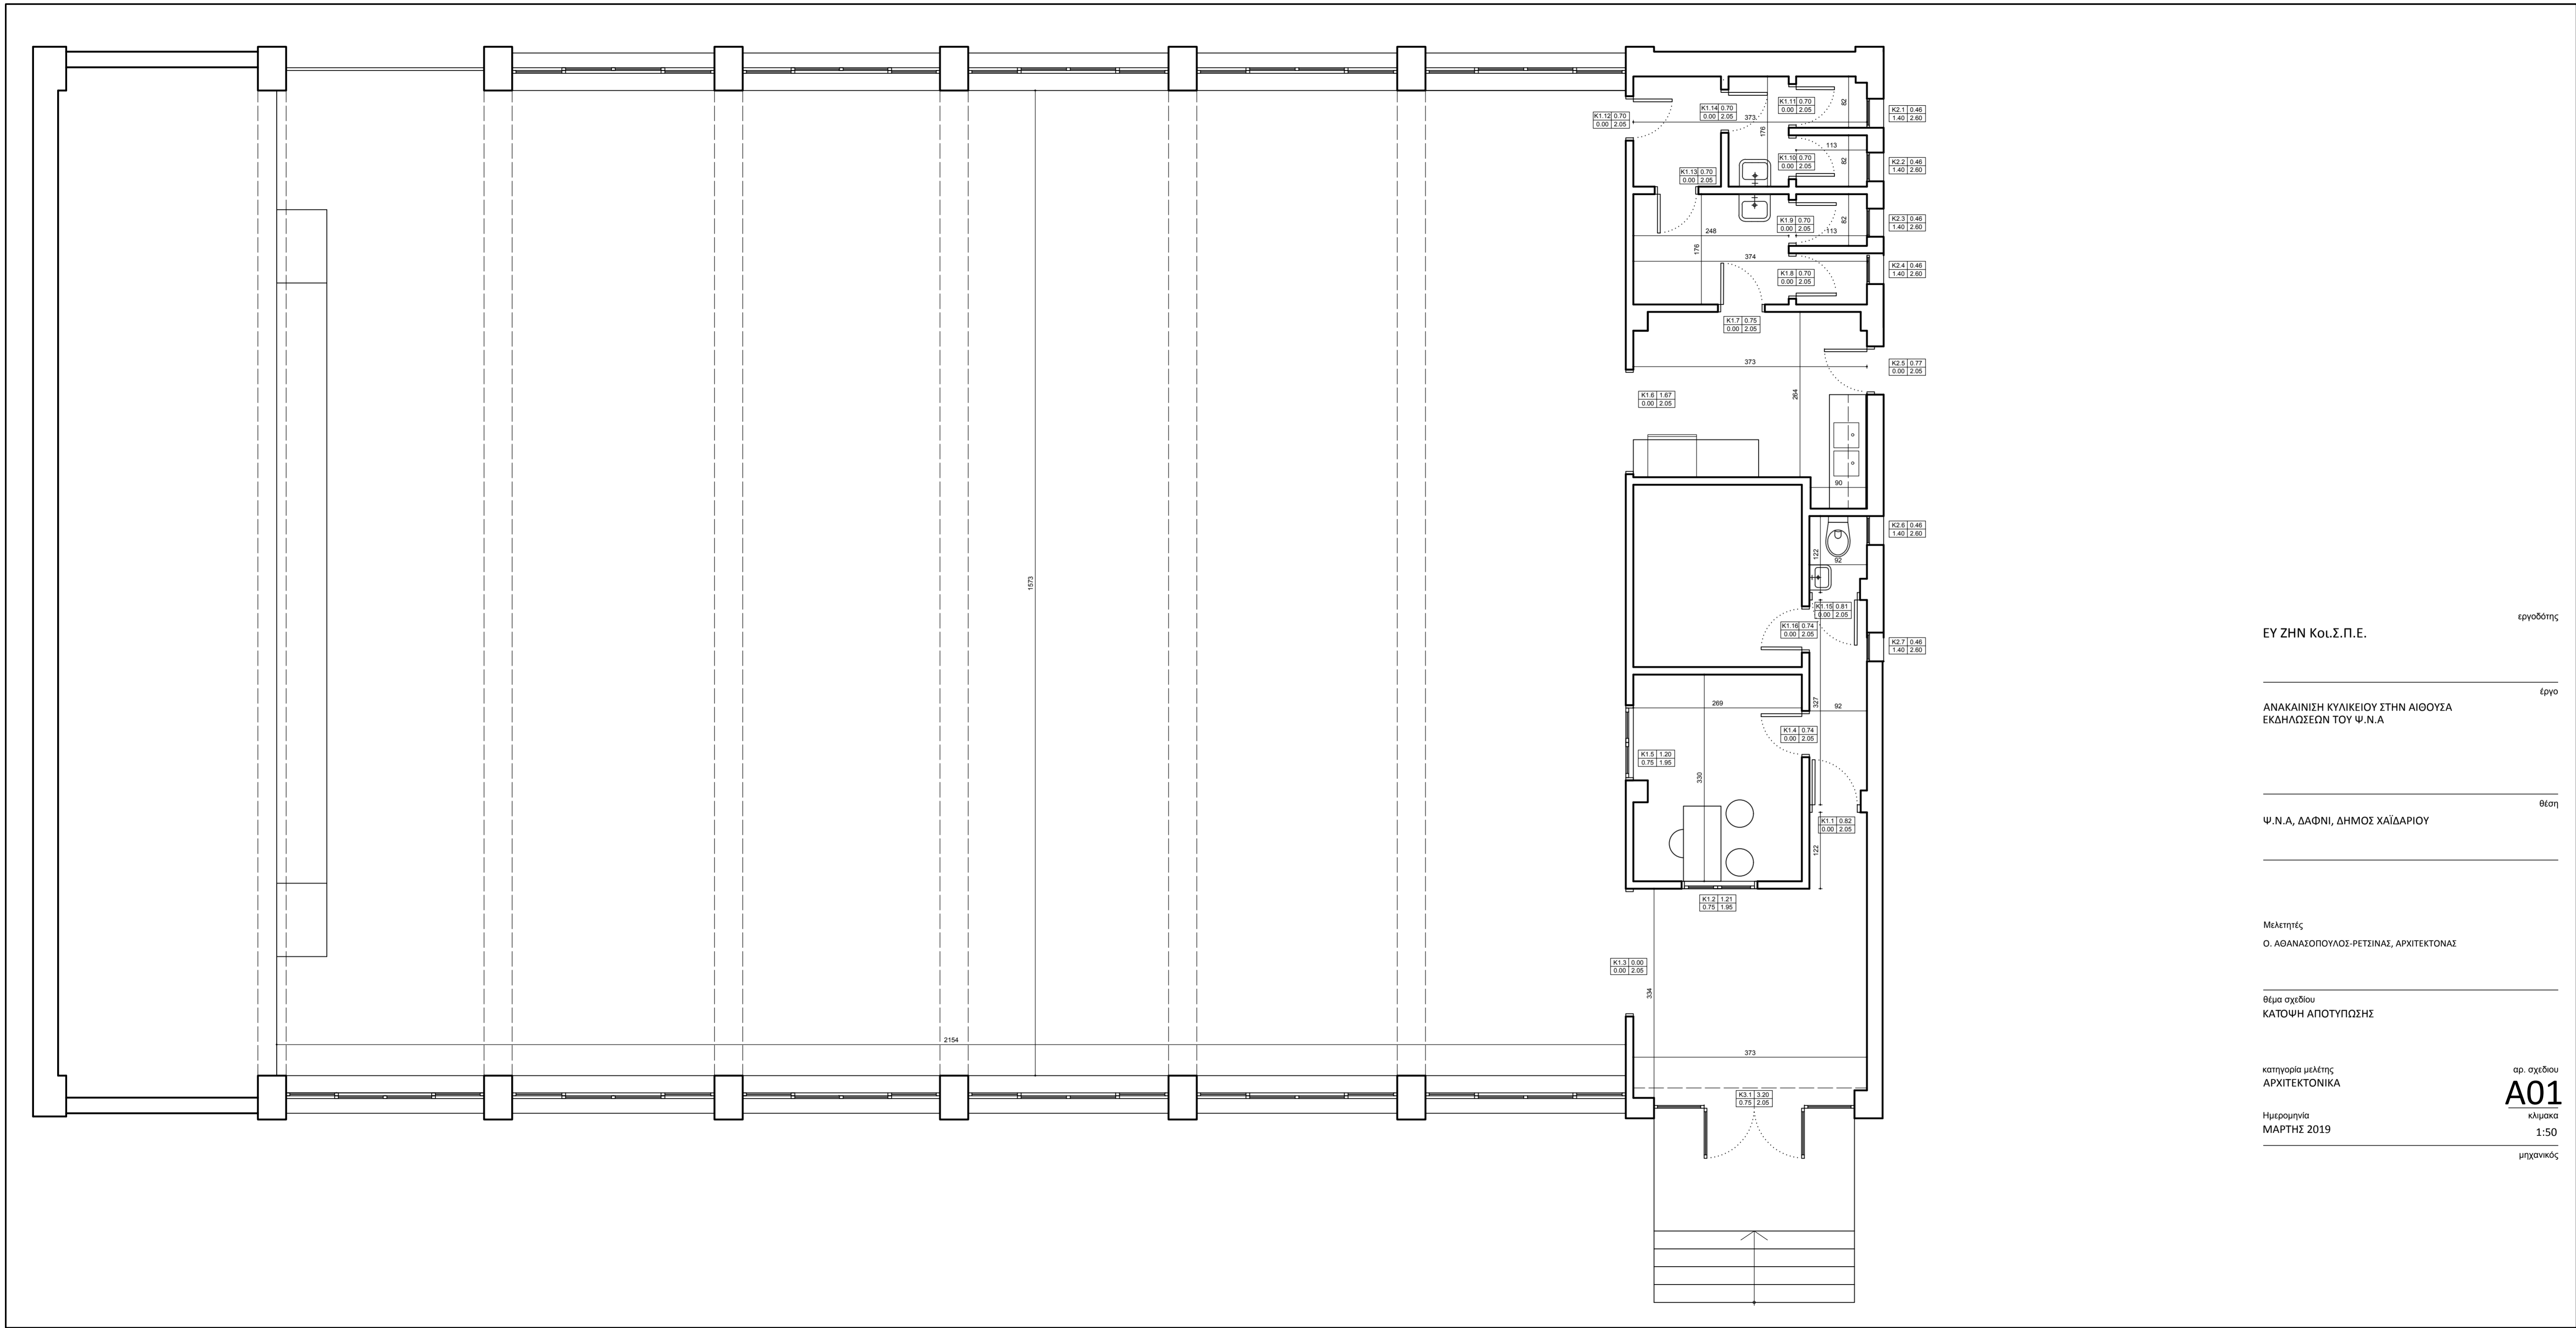 K1.12 0.70
0.00 2.05
K1.14 0.70
0.00 2.05
373
K1.11 0.70
0.00 2.05
82
K2.1 0.46
1.40 2.60
176
113
K1.10 0.70
0.00 2.05
82
K2.2 0.46
1.40 2.60
K1.13 0.70
0.00 2.05
K1.9 0.70
0.00 2.05
82
K2.3 0.46
1.40 2.60
248
113
176
374
K1.8 0.70
0.00 2.05
K2.4 0.46
1.40 2.60
K1.7 0.75
0.00 2.05
373
K2.5 0.77
0.00 2.05
K1.6 1.67
0.00 2.05
264
90
K2.6 0.46
1.40 2.60
122
92
1573
K1.15 0.81
0.00 2.05
K1.16 0.74
0.00 2.05
K2.7 0.46
1.40 2.60
269
327
92
K1.4 0.74
0.00 2.05
K1.5 1.20
0.75 1.95
330
K1.1 0.82
0.00 2.05
122
K1.2 1.21
0.75 1.95
K1.3 0.00
0.00 2.05
334
2154
373
K3.1 3.20
0.75 2.05
εργοδότης
ΕΥ ΖΗΝ Κοι.Σ.Π.Ε.
έργο
ΑΝΑΚΑΙΝΙΣΗ ΚΥΛΙΚΕΙΟΥ ΣΤΗΝ ΑΙΘΟΥΣΑ
ΕΚΔΗΛΩΣΕΩΝ ΤΟΥ Ψ.Ν.Α
θέση
Ψ.Ν.Α, ΔΑΦΝΙ, ΔΗΜΟΣ ΧΑΪΔΑΡΙΟΥ
Μελετητές
Ο. ΑΘΑΝΑΣΟΠΟΥΛΟΣ-ΡΕΤΣΙΝΑΣ, ΑΡΧΙΤΕΚΤΟΝΑΣ
θέμα σχεδίου
ΚΑΤΟΨΗ ΑΠΟΤΥΠΩΣΗΣ
κατηγορία μελέτης
ΑΡΧΙΤΕΚΤΟΝΙΚΑ
αρ. σχεδιου
A01
Ημερομηνία
ΜΑΡΤΗΣ 2019
κλιμακα
1:50
μηχανικός